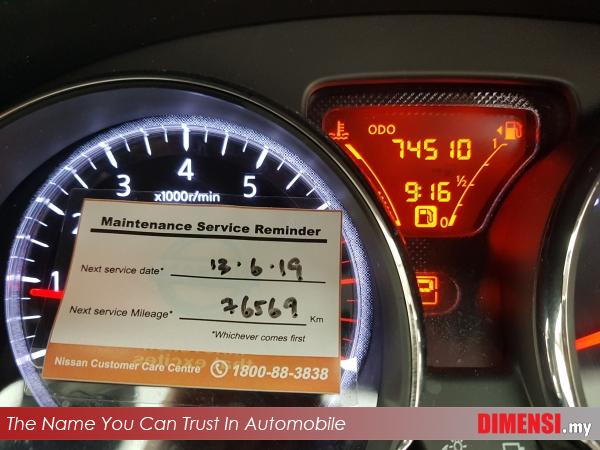 ODO
74510
1
9:16
1/2
0
3
4
5
x1000r/min
1
Maintenance Service Reminder
Next service date* 13.6.19
Next service Mileage* 76569 Km
*Whichever comes first
Nissan Customer Care Centre 1800-88-3838
The Name You Can Trust In Automobile
DIMENSI.my